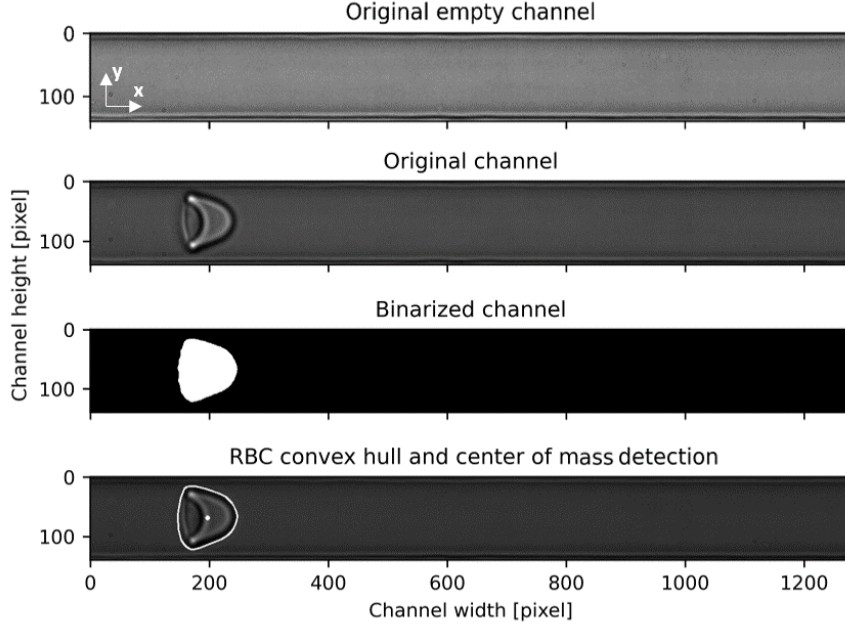 Original empty channel
0
100
y
x
Original channel
0
100
Binarized channel
0
100
RBC convex hull and center of mass detection
0
100
0 200 400 600 800 1000 1200
Channel width [pixel]
Channel height [pixel]